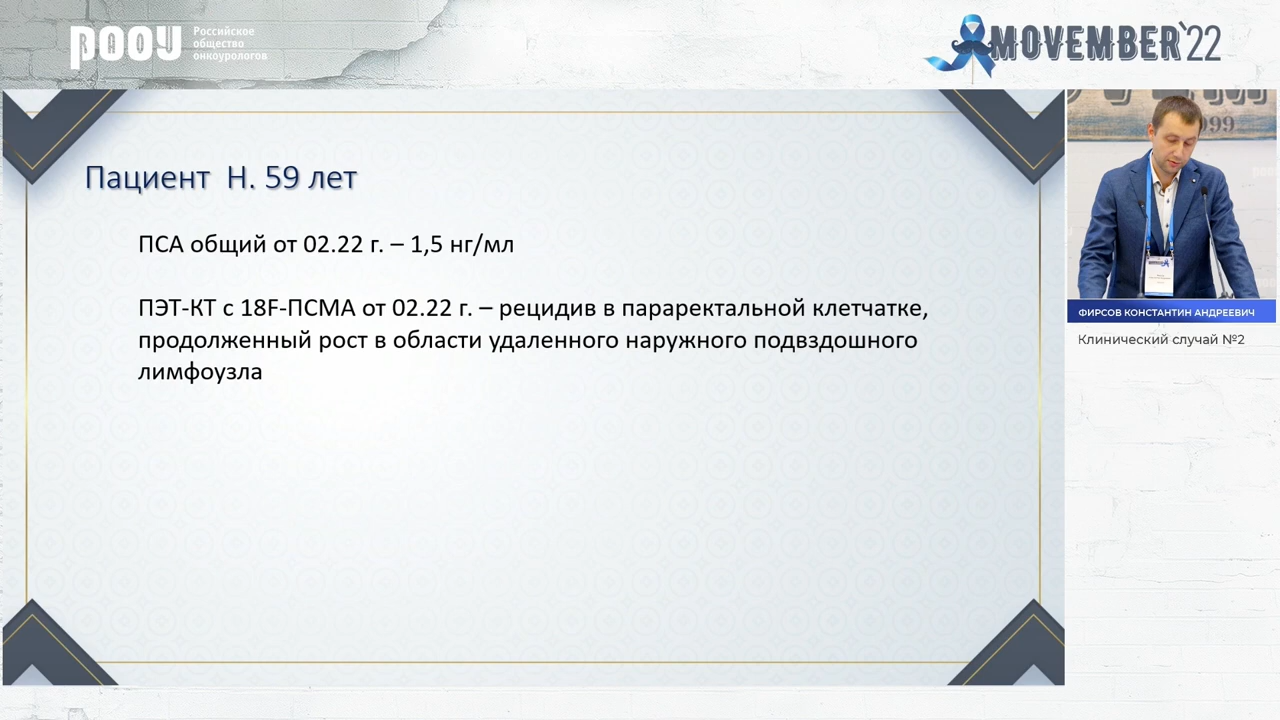 РООУ
Российское
общество
онкоурологов
MOVEMBER'22
Пациент Н. 59 лет
ПСА общий от 02.22 г. – 1,5 нг/мл
ПЭТ-КТ с 18F-ПСМА от 02.22 г. – рецидив в параректальной клетчатке,
продолженный рост в области удаленного наружного подвздошного
лимфоузла
ФИРСОВ КОНСТАНТИН АНДРЕЕВИЧ
Клинический случай №2